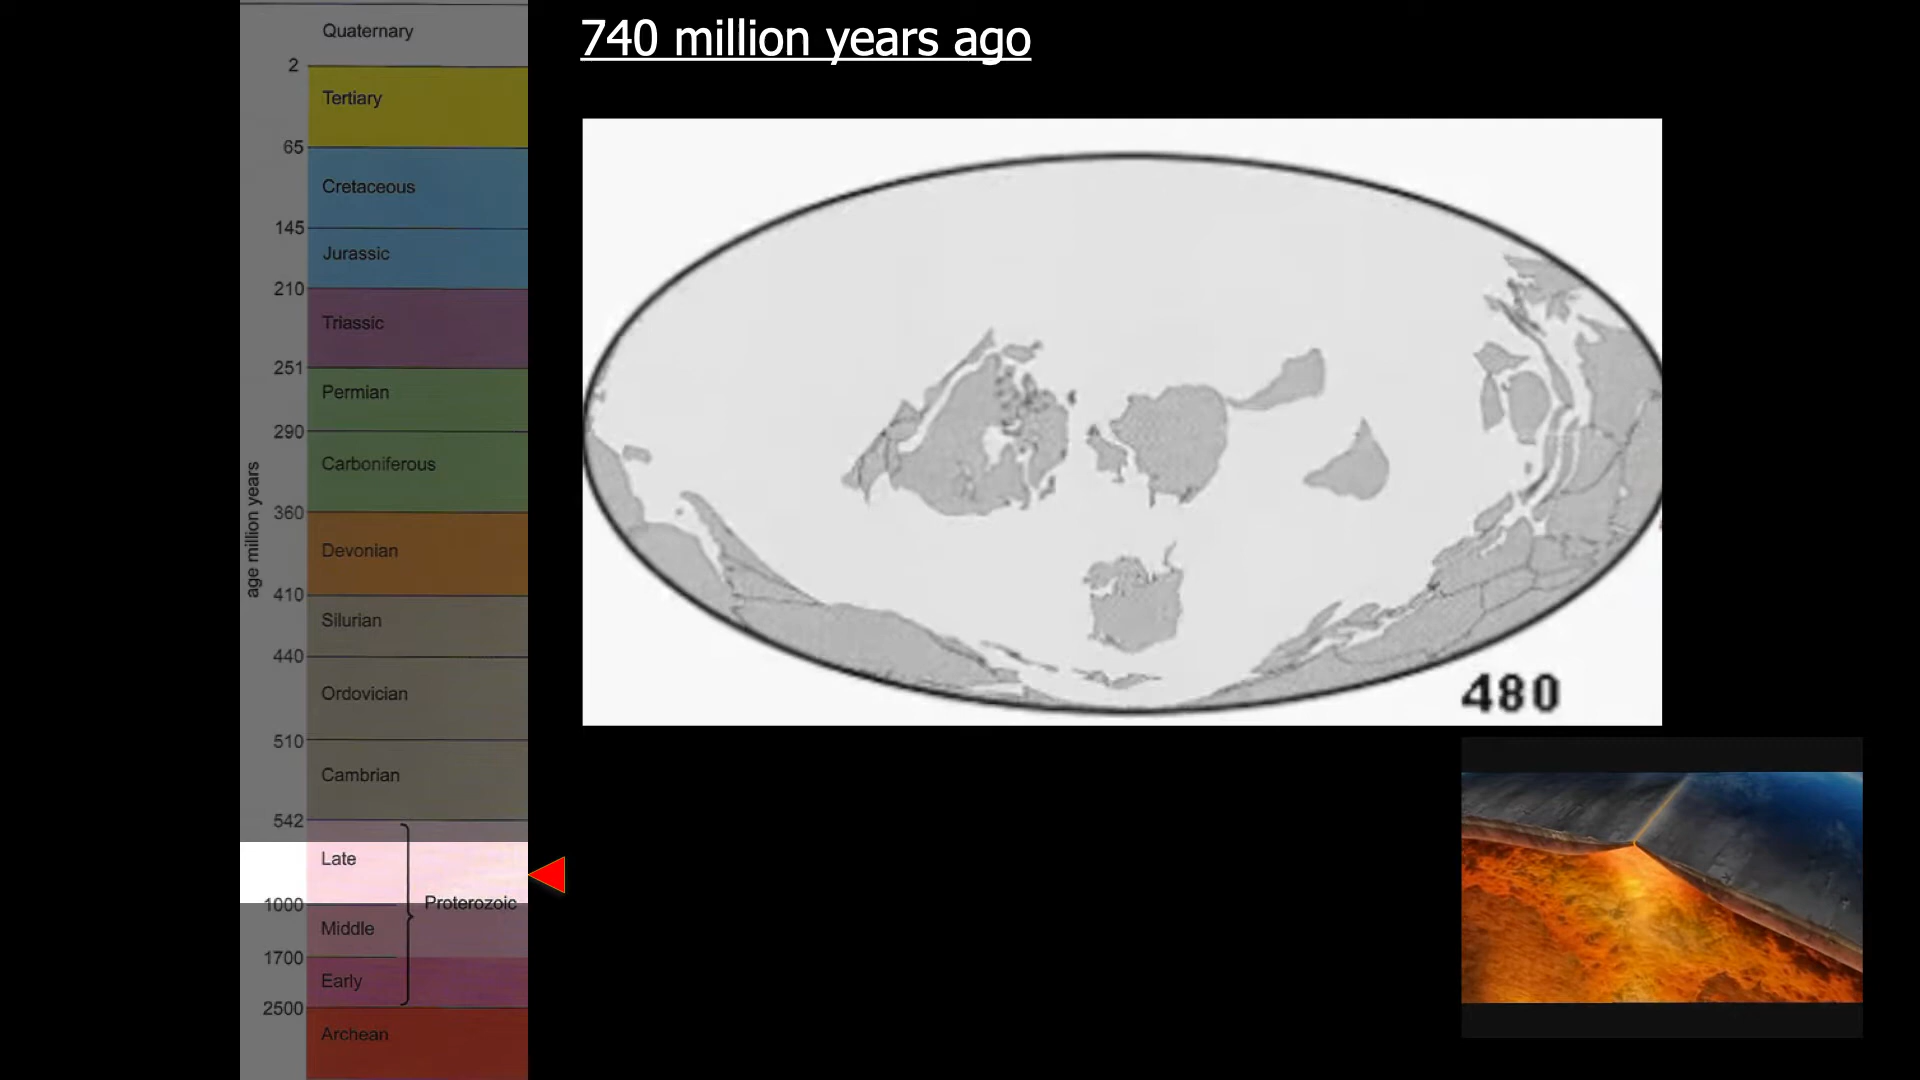 740 million years ago
Quaternary
2
Tertiary
65
Cretaceous
145
Jurassic
210
Triassic
251
Permian
290
Carboniferous
360
Devonian
410
Silurian
440
Ordovician
510
Cambrian
542
Late
Proterozoic
1000
Middle
1700
Early
2500
Archean
age million years
480